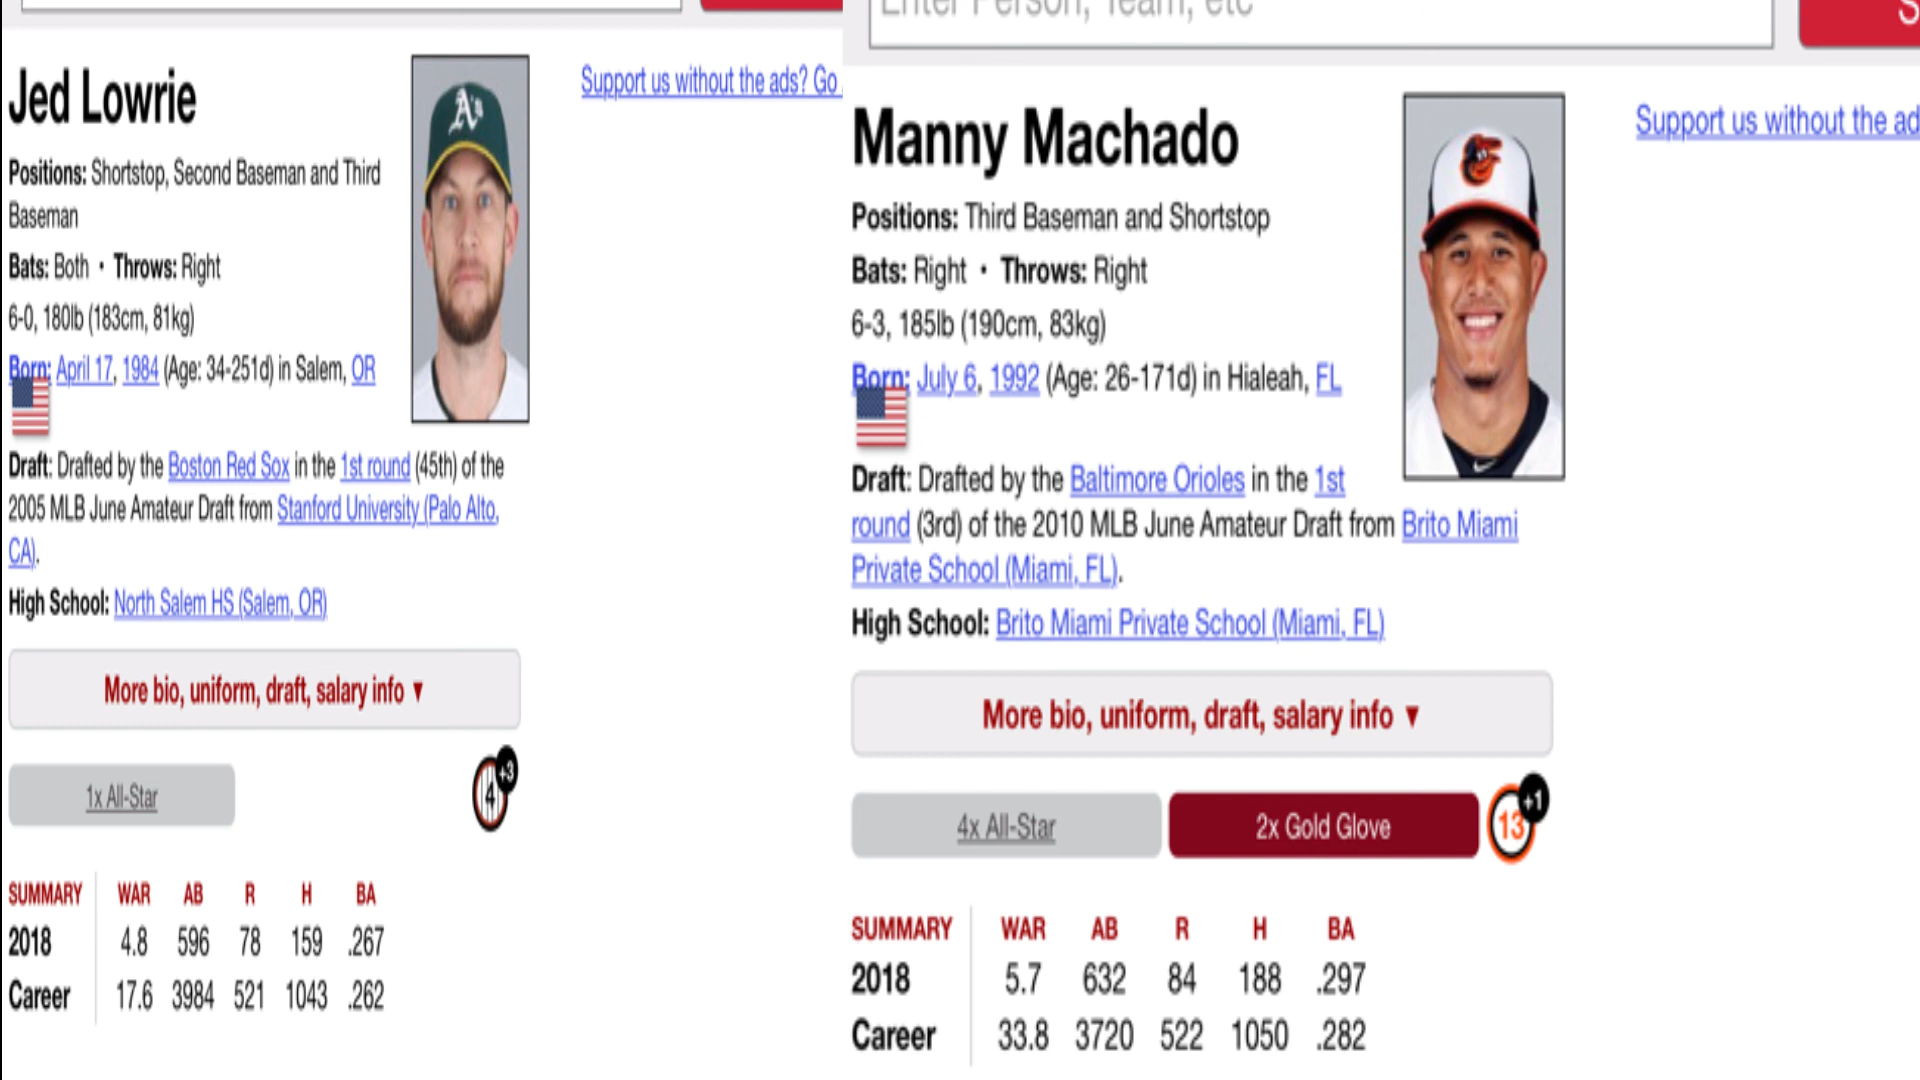 Jed Lowrie
Positions: Shortstop, Second Baseman and Third
Baseman
Bats: Both • Throws: Right
6-0, 180lb (183cm, 81kg)
Born: April 17, 1984 (Age: 34-251d) in Salem, OR
Draft: Drafted by the Boston Red Sox in the 1st round (45th) of the
2005 MLB June Amateur Draft from Stanford University (Palo Alto,
CA).
High School: North Salem HS (Salem, OR)
More bio, uniform, draft, salary info ▼
1x All-Star
4 +3
SUMMARY WAR AB R H BA
2018 4.8 596 78 159 .267
Career 17.6 3984 521 1043 .262
A's
Support us without the ads? Go
Enter Person, Team, etc
S
Manny Machado
Positions: Third Baseman and Shortstop
Bats: Right • Throws: Right
6-3, 185lb (190cm, 83kg)
Born: July 6, 1992 (Age: 26-171d) in Hialeah, FL
Draft: Drafted by the Baltimore Orioles in the 1st
round (3rd) of the 2010 MLB June Amateur Draft from Brito Miami
Private School (Miami, FL).
High School: Brito Miami Private School (Miami, FL)
More bio, uniform, draft, salary info ▼
4x All-Star 2x Gold Glove 13 +1
SUMMARY WAR AB R H BA
2018 5.7 632 84 188 .297
Career 33.8 3720 522 1050 .282
Support us without the ad